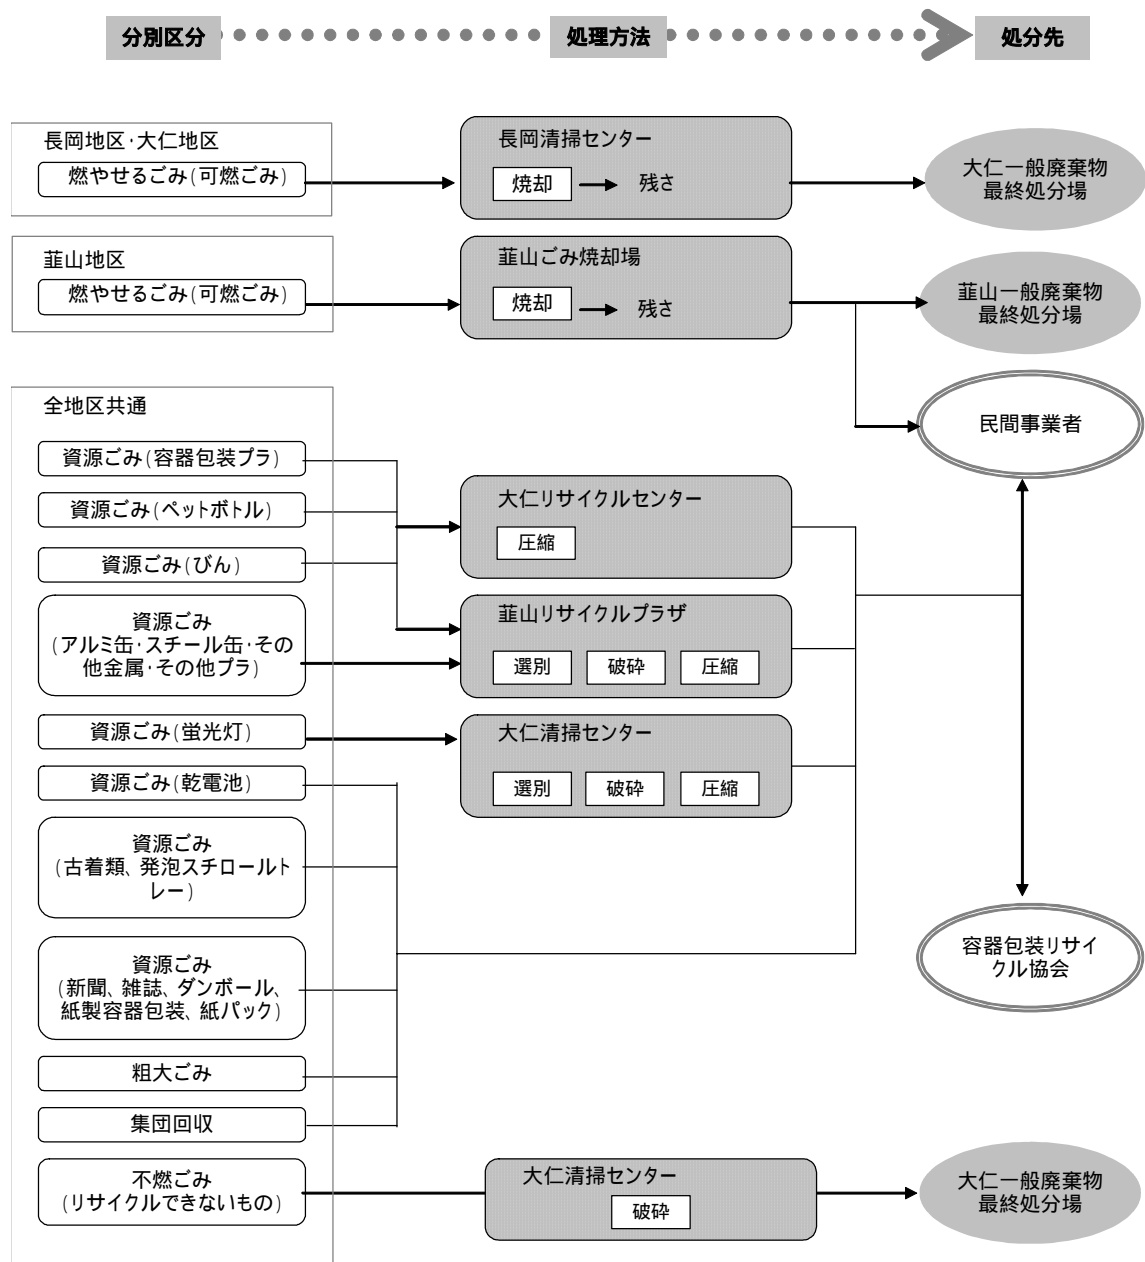 分別区分
処理方法
処分先
長岡地区・大仁地区
燃やせるごみ(可燃ごみ)
長岡清掃センター
焼却
残さ
大仁一般廃棄物
最終処分場
韮山地区
燃やせるごみ(可燃ごみ)
韮山ごみ焼却場
焼却
残さ
韮山一般廃棄物
最終処分場
民間事業者
全地区共通
資源ごみ(容器包装プラ)
資源ごみ(ペットボトル)
資源ごみ(びん)
資源ごみ
(アルミ缶・スチール缶・その
他金属・その他プラ)
資源ごみ(蛍光灯)
資源ごみ(乾電池)
資源ごみ
(古着類、発泡スチロールト
レー)
資源ごみ
(新聞、雑誌、ダンボール、
紙製容器包装、紙パック)
粗大ごみ
集団回収
不燃ごみ
(リサイクルできないもの)
大仁リサイクルセンター
圧縮
韮山リサイクルプラザ
選別
破砕
圧縮
大仁清掃センター
選別
破砕
圧縮
容器包装リサイ
クル協会
大仁清掃センター
破砕
大仁一般廃棄物
最終処分場